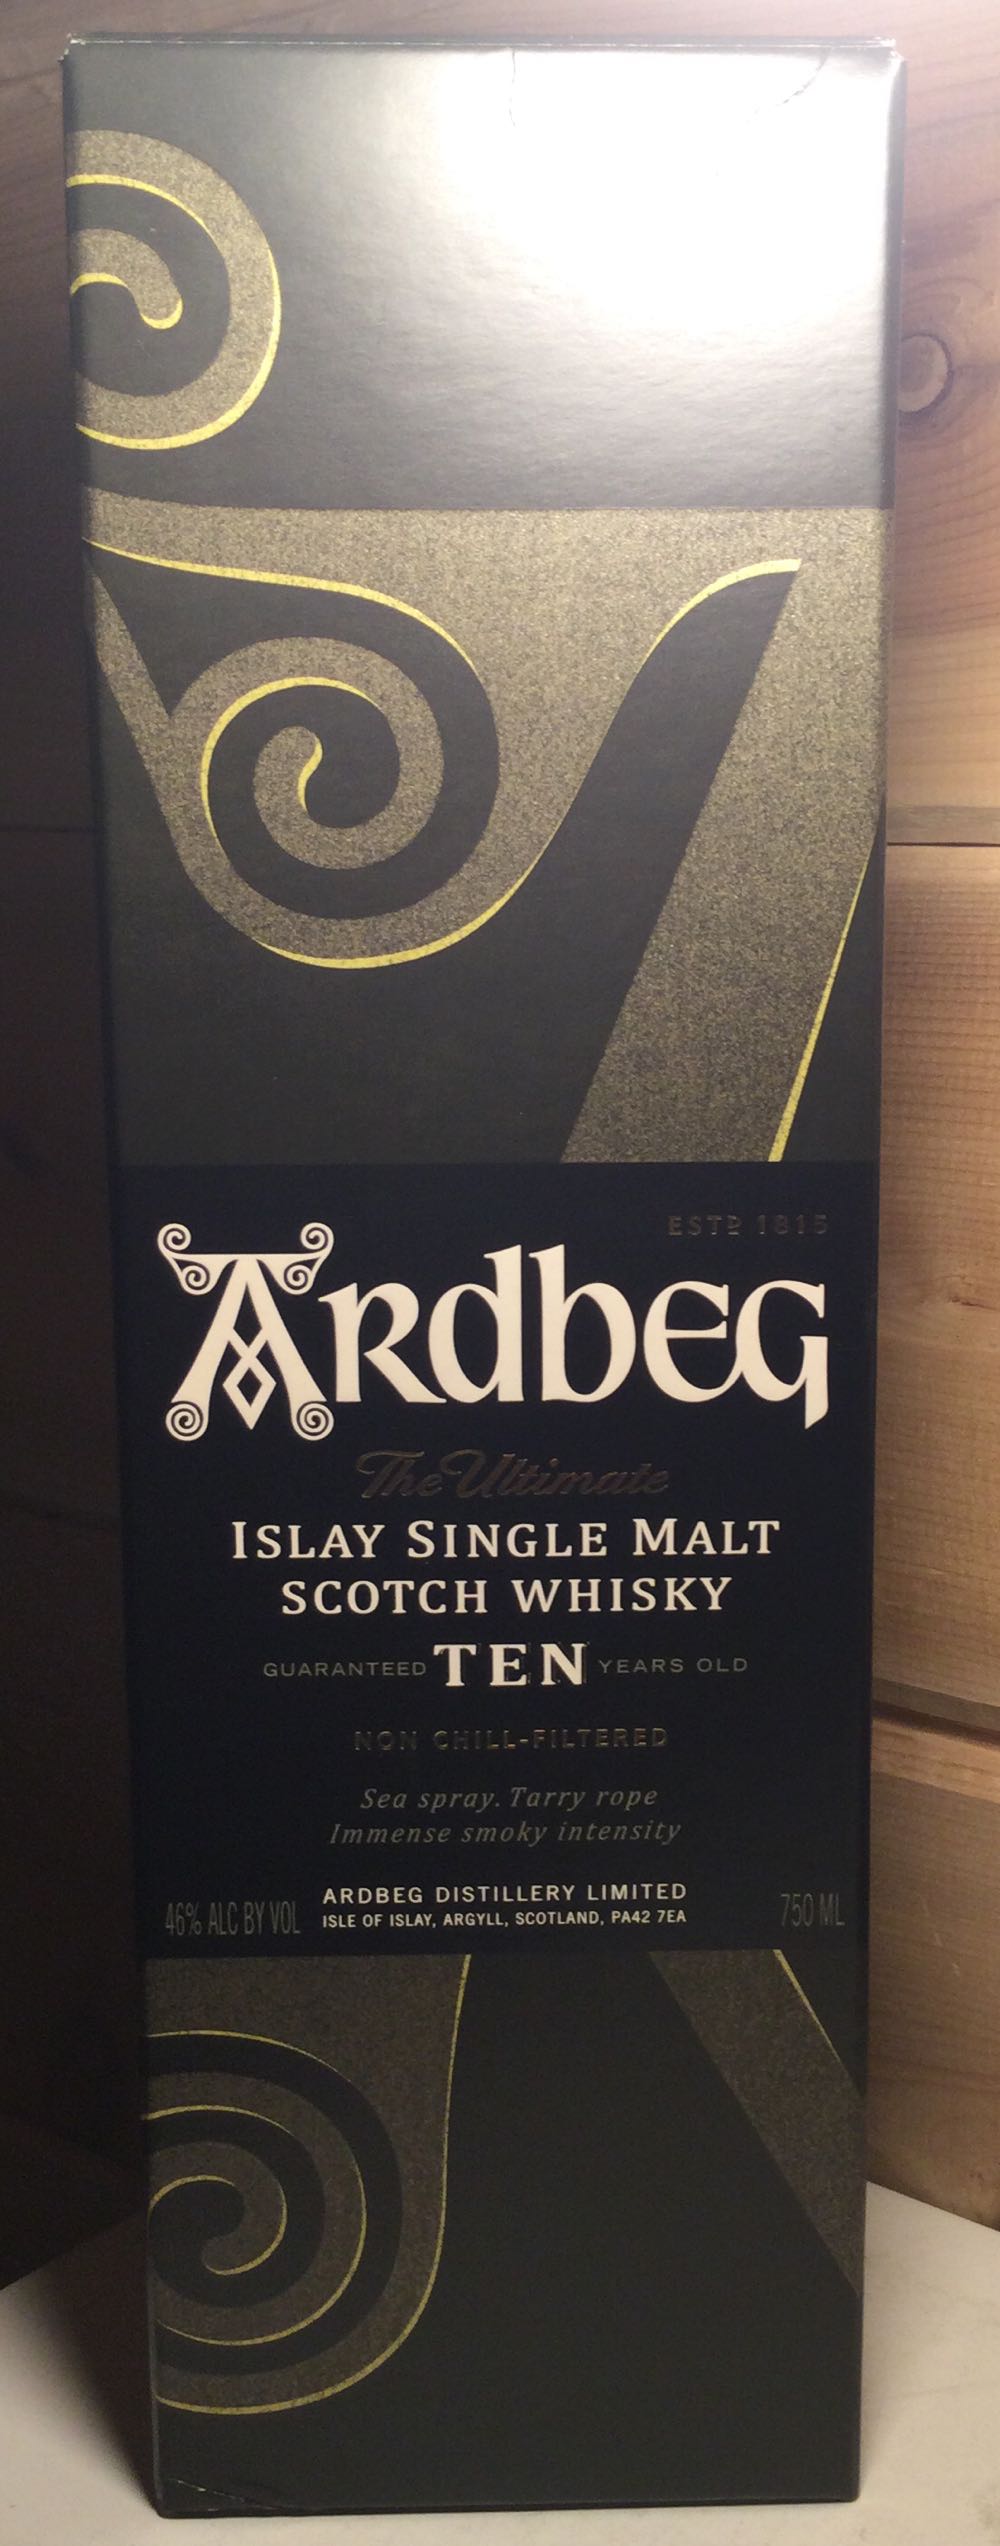 ESTD 1815
ARDBEG
The Ultimate
ISLAY SINGLE MALT
SCOTCH WHISKY
GUARANTEED TEN YEARS OLD
NON CHILL-FILTERED
Sea spray. Tarry rope
Immense smoky intensity
46% ALC BY VOL
ARDBEG DISTILLERY LIMITED
ISLE OF ISLAY, ARGYLL, SCOTLAND, PA42 7EA
750 ML